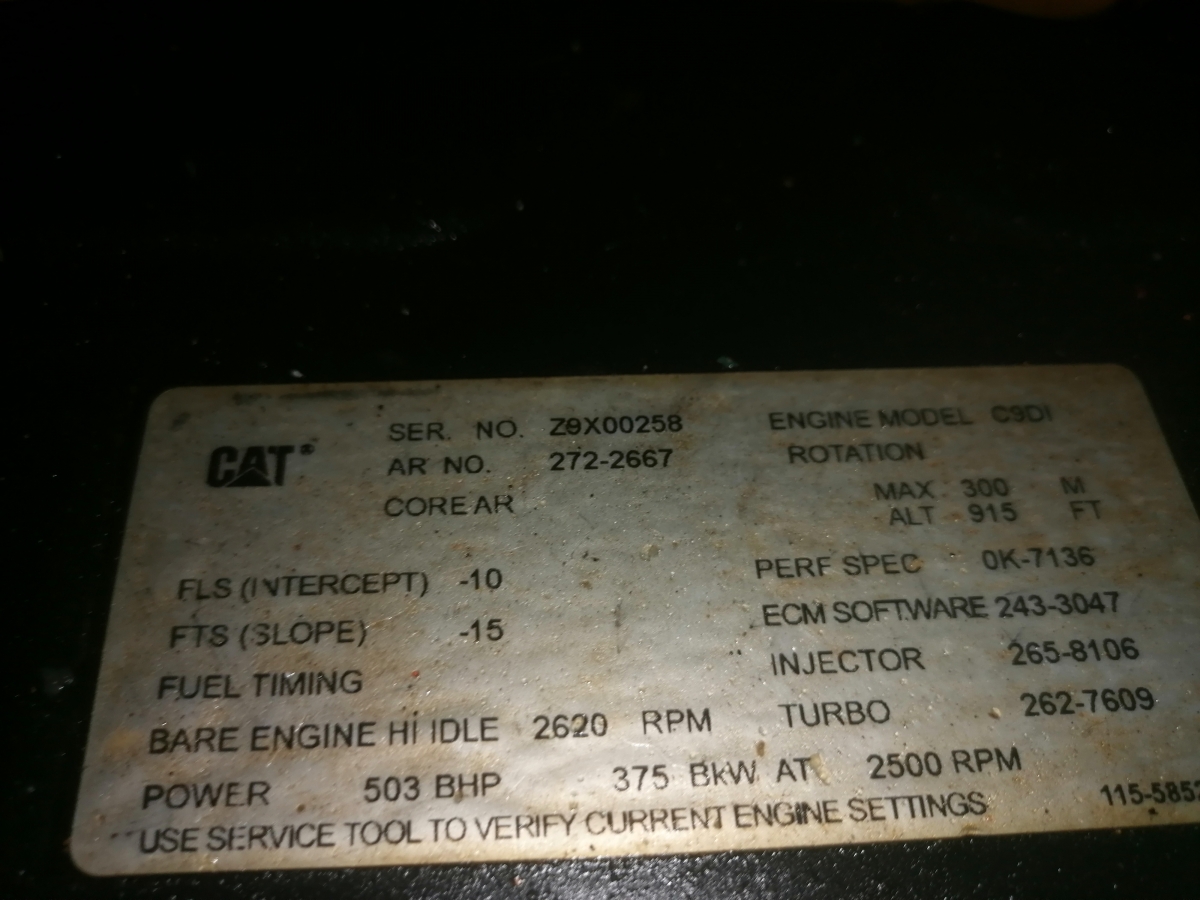 CAT® SER. NO. Z9X00258 ENGINE MODEL C9DI
AR NO. 272-2667 ROTATION
CORE AR MAX 300 M
ALT 915 FT
FLS (INTERCEPT) -10 PERF SPEC 0K-7136
FTS (SLOPE) -15 ECM SOFTWARE 243-3047
FUEL TIMING INJECTOR 265-8106
BARE ENGINE HI IDLE 2620 RPM TURBO 262-7609
POWER 503 BHP 375 BKW AT 2500 RPM
USE SERVICE TOOL TO VERIFY CURRENT ENGINE SETTINGS